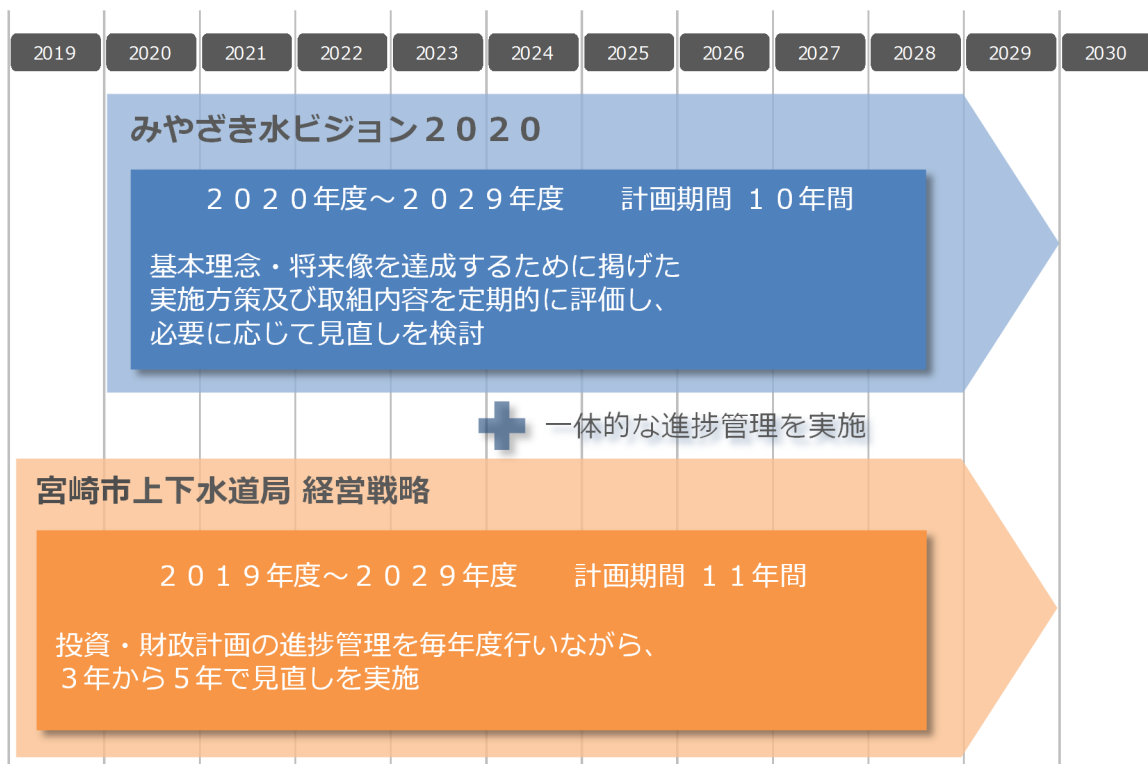 2019 2020 2021 2022 2023 2024 2025 2026 2027 2028 2029 2030
みやざき水ビジョン２０２０
２０２０年度～２０２９年度　　計画期間 １０年間
基本理念・将来像を達成するために掲げた
実施方策及び取組内容を定期的に評価し、
必要に応じて見直しを検討
一体的な進捗管理を実施
宮崎市上下水道局 経営戦略
２０１９年度～２０２９年度　　計画期間 １１年間
投資・財政計画の進捗管理を毎年度行いながら、
３年から５年で見直しを実施